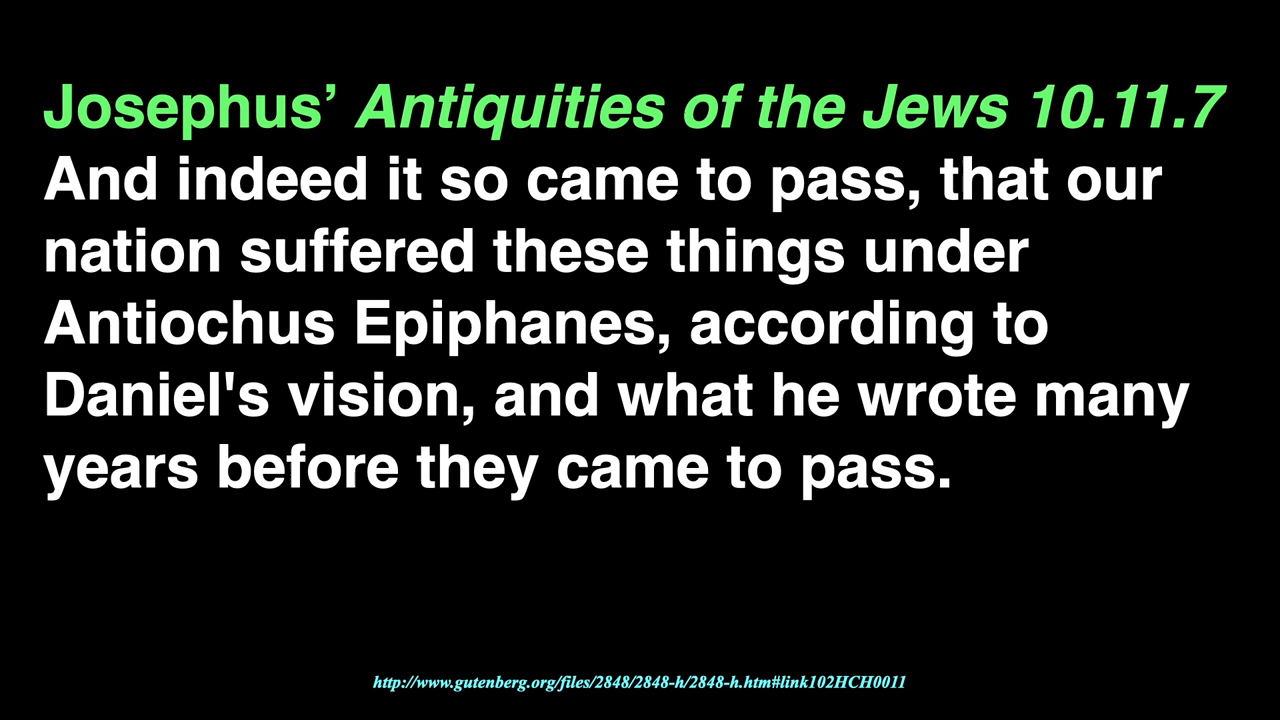 Josephus’ Antiquities of the Jews 10.11.7
And indeed it so came to pass, that our
nation suffered these things under
Antiochus Epiphanes, according to
Daniel's vision, and what he wrote many
years before they came to pass.
http://www.gutenberg.org/files/2848/2848-h/2848-h.htm#link102HCH0011